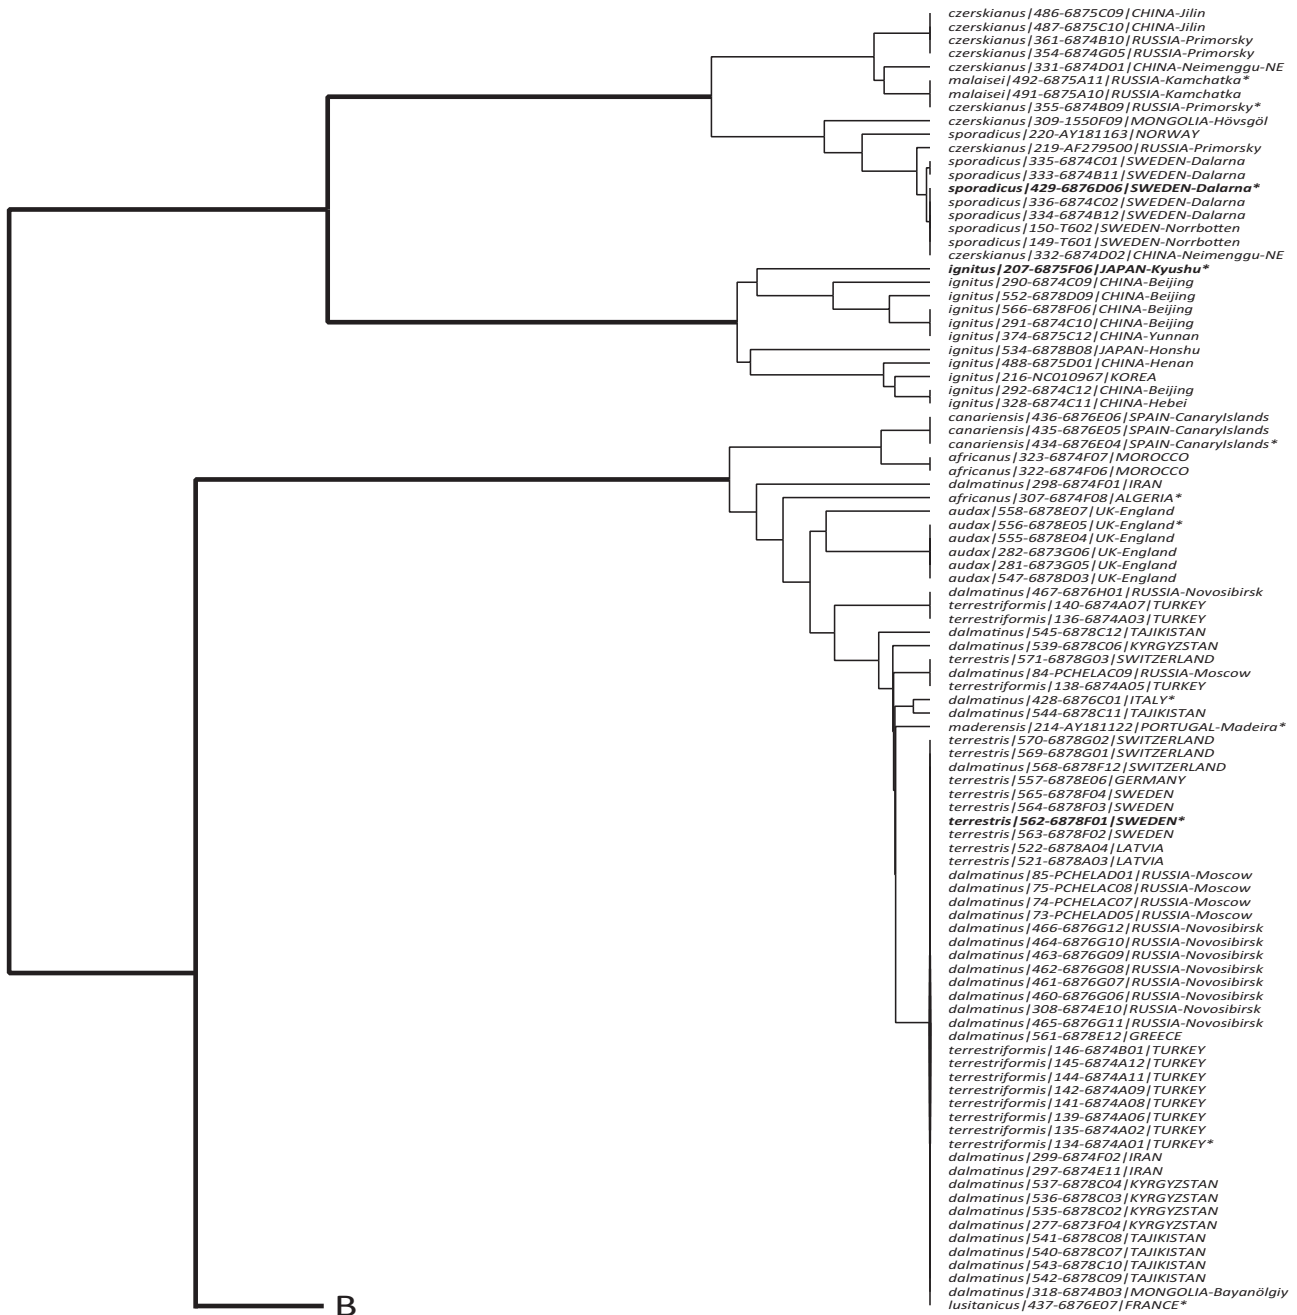 czerskianus|486-6875C09|CHINA-Jilin
czerskianus|487-6875C10|CHINA-Jilin
czerskianus|361-6874B10|RUSSIA-Primorsky
czerskianus|354-6874G05|RUSSIA-Primorsky
czerskianus|331-6874D01|CHINA-Neimenggu-NE
malaisei|492-6875A11|RUSSIA-Kamchatka*
malaisei|491-6875A10|RUSSIA-Kamchatka
czerskianus|355-6874B09|RUSSIA-Primorsky*
czerskianus|309-1550F09|MONGOLIA-Hövsgöl
sporadicus|220-AY181163|NORWAY
czerskianus|219-AF279500|RUSSIA-Primorsky
sporadicus|335-6874C01|SWEDEN-Dalarna
sporadicus|333-6874B11|SWEDEN-Dalarna
sporadicus|429-6876D06|SWEDEN-Dalarna*
sporadicus|336-6874C02|SWEDEN-Dalarna
sporadicus|334-6874B12|SWEDEN-Dalarna
sporadicus|150-T602|SWEDEN-Norrbotten
sporadicus|149-T601|SWEDEN-Norrbotten
czerskianus|332-6874D02|CHINA-Neimenggu-NE
ignitus|207-6875F06|JAPAN-Kyushu*
ignitus|290-6874C09|CHINA-Beijing
ignitus|552-6878D09|CHINA-Beijing
ignitus|566-6878F06|CHINA-Beijing
ignitus|291-6874C10|CHINA-Beijing
ignitus|374-6875C12|CHINA-Yunnan
ignitus|534-6878B08|JAPAN-Honshu
ignitus|488-6875D01|CHINA-Henan
ignitus|216-NC010967|KOREA
ignitus|292-6874C12|CHINA-Beijing
ignitus|328-6874C11|CHINA-Hebei
canariensis|436-6876E06|SPAIN-CanaryIslands
canariensis|435-6876E05|SPAIN-CanaryIslands
canariensis|434-6876E04|SPAIN-CanaryIslands*
africanus|323-6874F07|MOROCCO
africanus|322-6874F06|MOROCCO
dalmatinus|298-6874F01|IRAN
africanus|307-6874F08|ALGERIA*
audax|558-6878E07|UK-England
audax|556-6878E05|UK-England*
audax|555-6878E04|UK-England
audax|282-6873G06|UK-England
audax|281-6873G05|UK-England
audax|547-6878D03|UK-England
dalmatinus|467-6876H01|RUSSIA-Novosibirsk
terrestriformis|140-6874A07|TURKEY
terrestriformis|136-6874A03|TURKEY
dalmatinus|545-6878C12|TAJIKISTAN
dalmatinus|539-6878C06|KYRGYZSTAN
terrestris|571-6878G03|SWITZERLAND
dalmatinus|84-PCHELAC09|RUSSIA-Moscow
terrestriformis|138-6874A05|TURKEY
dalmatinus|428-6876C01|ITALY*
dalmatinus|544-6878C11|TAJIKISTAN
maderensis|214-AY181122|PORTUGAL-Madeira*
terrestris|570-6878G02|SWITZERLAND
terrestris|569-6878G01|SWITZERLAND
dalmatinus|568-6878F12|SWITZERLAND
terrestris|557-6878E06|GERMANY
terrestris|565-6878F04|SWEDEN
terrestris|564-6878F03|SWEDEN
terrestris|562-6878F01|SWEDEN*
terrestris|563-6878F02|SWEDEN
terrestris|522-6878A04|LATVIA
terrestris|521-6878A03|LATVIA
dalmatinus|85-PCHELAD01|RUSSIA-Moscow
dalmatinus|75-PCHELAC08|RUSSIA-Moscow
dalmatinus|74-PCHELAC07|RUSSIA-Moscow
dalmatinus|73-PCHELAD05|RUSSIA-Moscow
dalmatinus|466-6876G12|RUSSIA-Novosibirsk
dalmatinus|464-6876G10|RUSSIA-Novosibirsk
dalmatinus|463-6876G09|RUSSIA-Novosibirsk
dalmatinus|462-6876G08|RUSSIA-Novosibirsk
dalmatinus|461-6876G07|RUSSIA-Novosibirsk
dalmatinus|460-6876G06|RUSSIA-Novosibirsk
dalmatinus|308-6874E10|RUSSIA-Novosibirsk
dalmatinus|465-6876G11|RUSSIA-Novosibirsk
dalmatinus|561-6878E12|GREECE
terrestriformis|146-6874B01|TURKEY
terrestriformis|145-6874A12|TURKEY
terrestriformis|144-6874A11|TURKEY
terrestriformis|142-6874A09|TURKEY
terrestriformis|141-6874A08|TURKEY
terrestriformis|139-6874A06|TURKEY
terrestriformis|135-6874A02|TURKEY
terrestriformis|134-6874A01|TURKEY*
dalmatinus|299-6874F02|IRAN
dalmatinus|297-6874E11|IRAN
dalmatinus|537-6878C04|KYRGYZSTAN
dalmatinus|536-6878C03|KYRGYZSTAN
dalmatinus|535-6878C02|KYRGYZSTAN
dalmatinus|277-6873F04|KYRGYZSTAN
dalmatinus|541-6878C08|TAJIKISTAN
dalmatinus|540-6878C07|TAJIKISTAN
dalmatinus|543-6878C10|TAJIKISTAN
dalmatinus|542-6878C09|TAJIKISTAN
dalmatinus|318-6874B03|MONGOLIA-Bayanölgiy
lusitanicus|437-6876E07|FRANCE*
B